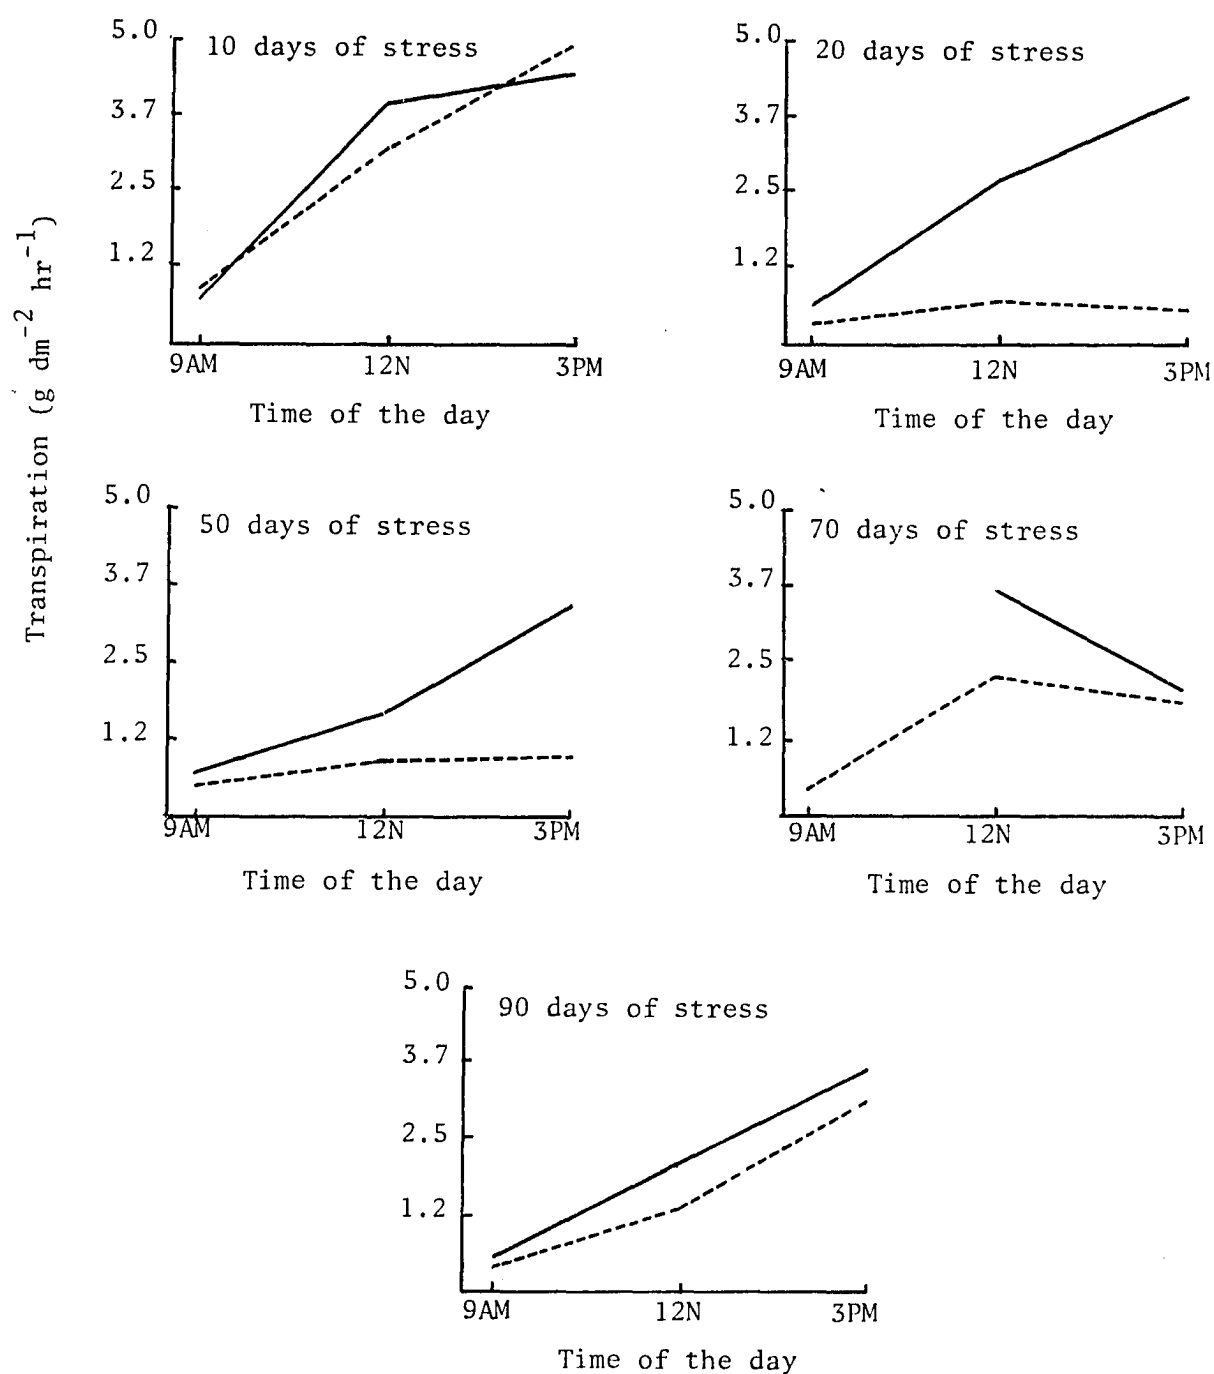 Transpiration (g dm-2 hr-1)
10 days of stress
5.0
3.7
2.5
1.2
9AM 12N 3PM
Time of the day
20 days of stress
5.0
3.7
2.5
1.2
9AM 12N 3PM
Time of the day
50 days of stress
5.0
3.7
2.5
1.2
9AM 12N 3PM
Time of the day
70 days of stress
5.0
3.7
2.5
1.2
9AM 12N 3PM
Time of the day
90 days of stress
5.0
3.7
2.5
1.2
9AM 12N 3PM
Time of the day